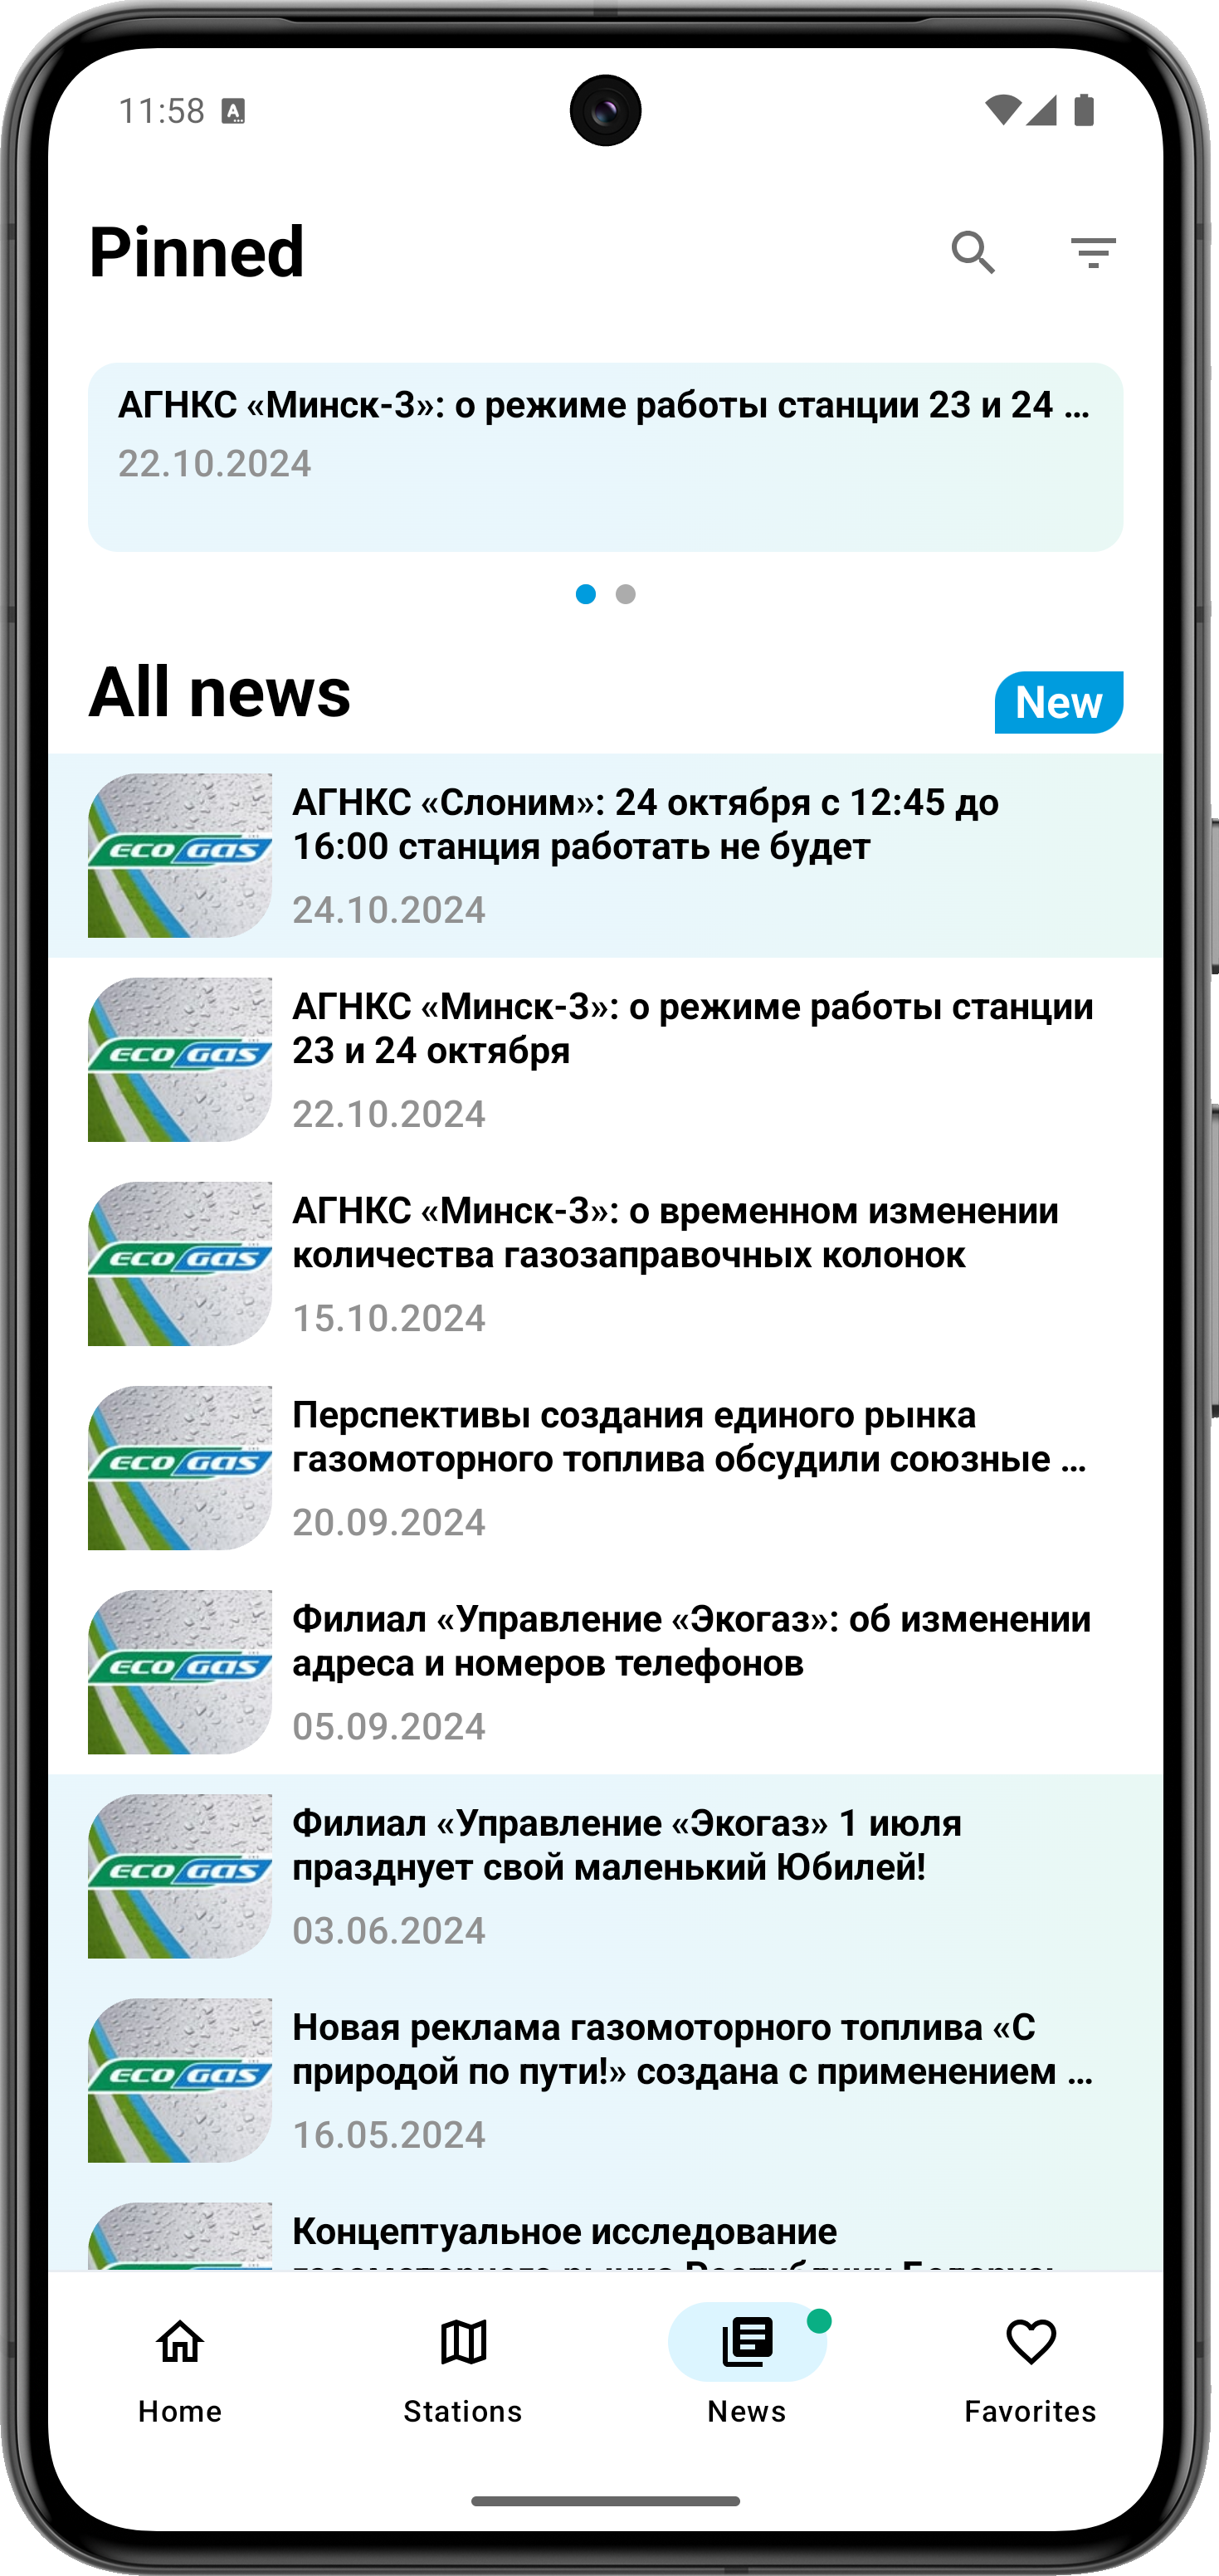 11:58
Pinned
АГНКС «Минск-3»: о режиме работы станции 23 и 24 ...
22.10.2024
All news
New
ECO GAS
АГНКС «Слоним»: 24 октября с 12:45 до
16:00 станция работать не будет
24.10.2024
ECO GAS
АГНКС «Минск-3»: о режиме работы станции
23 и 24 октября
22.10.2024
ECO GAS
АГНКС «Минск-3»: о временном изменении
количества газозаправочных колонок
15.10.2024
ECO GAS
Перспективы создания единого рынка
газомоторного топлива обсудили союзные ...
20.09.2024
ECO GAS
Филиал «Управление «Экогаз»: об изменении
адреса и номеров телефонов
05.09.2024
ECO GAS
Филиал «Управление «Экогаз» 1 июля
празднует свой маленький Юбилей!
03.06.2024
ECO GAS
Новая реклама газомоторного топлива «С
природой по пути!» создана с применением ...
16.05.2024
Концептуальное исследование
Home
Stations
News
Favorites